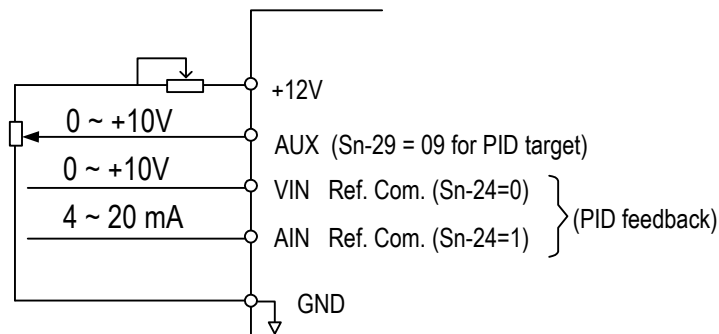 +12V
0 ~ +10V
AUX (Sn-29 = 09 for PID target)
0 ~ +10V
VIN Ref. Com. (Sn-24=0)
(PID feedback)
4 ~ 20 mA
AIN Ref. Com. (Sn-24=1)
GND